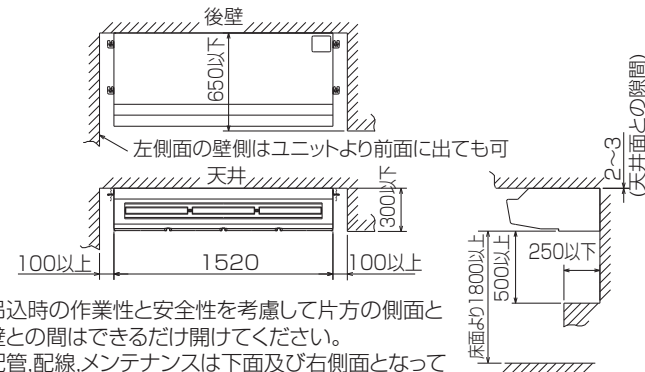 後壁
650以下
左側面の壁側はユニットより前面に出ても可
天井
300以下
100以上
1520
100以上
2~3
(天井面との隙間)
250以下
500以上
床面より1800以上
込時の作業性と安全性を考慮して片方の側面と
との間はできるだけ開けてください。
管,配線,メンテナンスは下面及び右側面となって